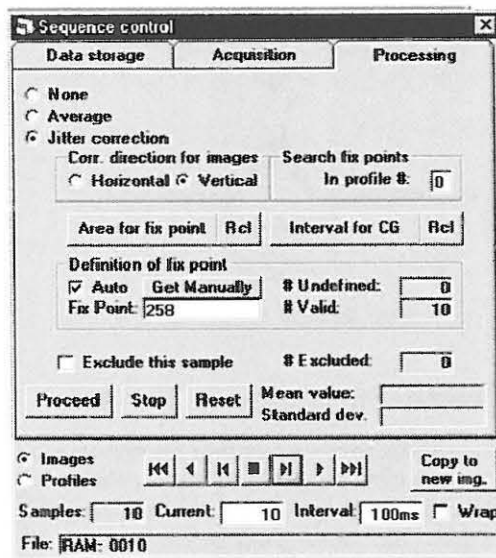 Sequence control
Data storage Acquisition Processing
None
Average
Jitter correction
Corr. direction for images Search fix points
Horizontal Vertical In profile #: 0
Area for fix point Rcl Interval for CG Rcl
Definition of fix point
Auto Get Manually # Undefined: 0
Fix Point: 258 # Valid: 10
Exclude this sample # Excluded: 0
Proceed Stop Reset Mean value:
Standard dev.
Images
Profiles
Copy to
new img.
Samples: 10 Current: 10 Interval: 100ms Wrap
File: RAM- 0010